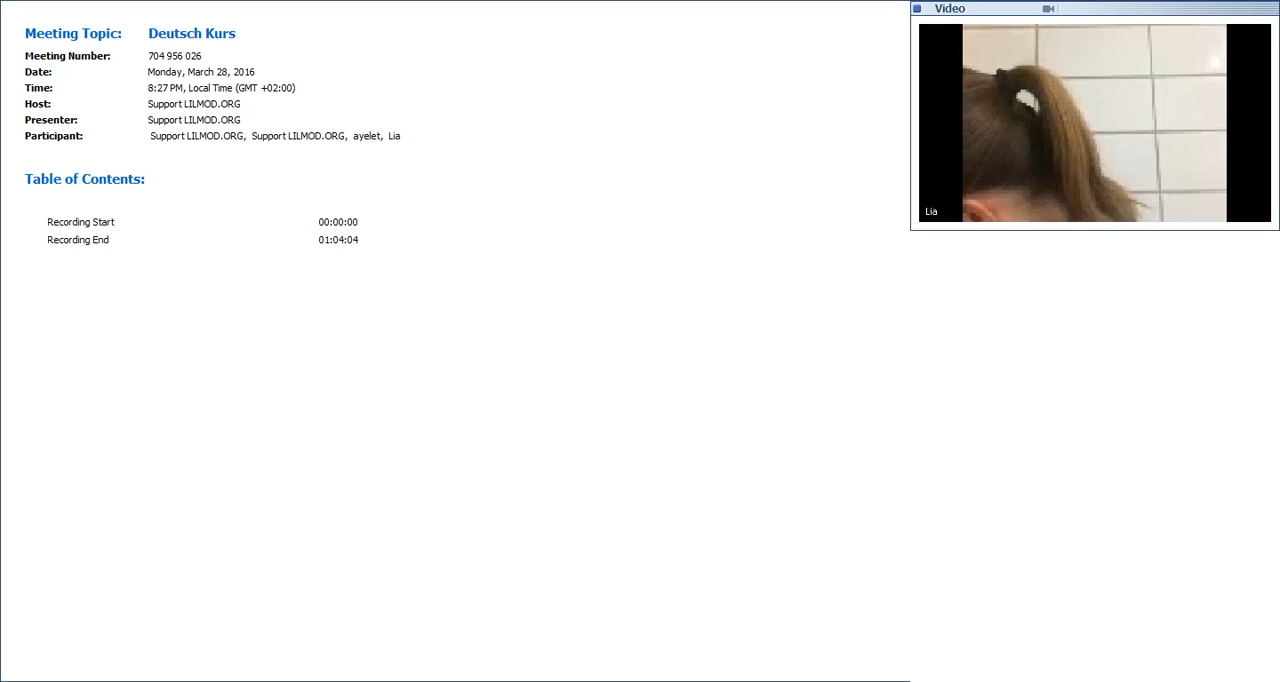 Meeting Topic: Deutsch Kurs
Meeting Number: 704 956 026
Date: Monday, March 28, 2016
Time: 8:27 PM, Local Time (GMT +02:00)
Host: Support LILMOD.ORG
Presenter: Support LILMOD.ORG
Participant: Support LILMOD.ORG, Support LILMOD.ORG, ayelet, Lia
Table of Contents:
Recording Start 00:00:00
Recording End 01:04:04
Video
Lia